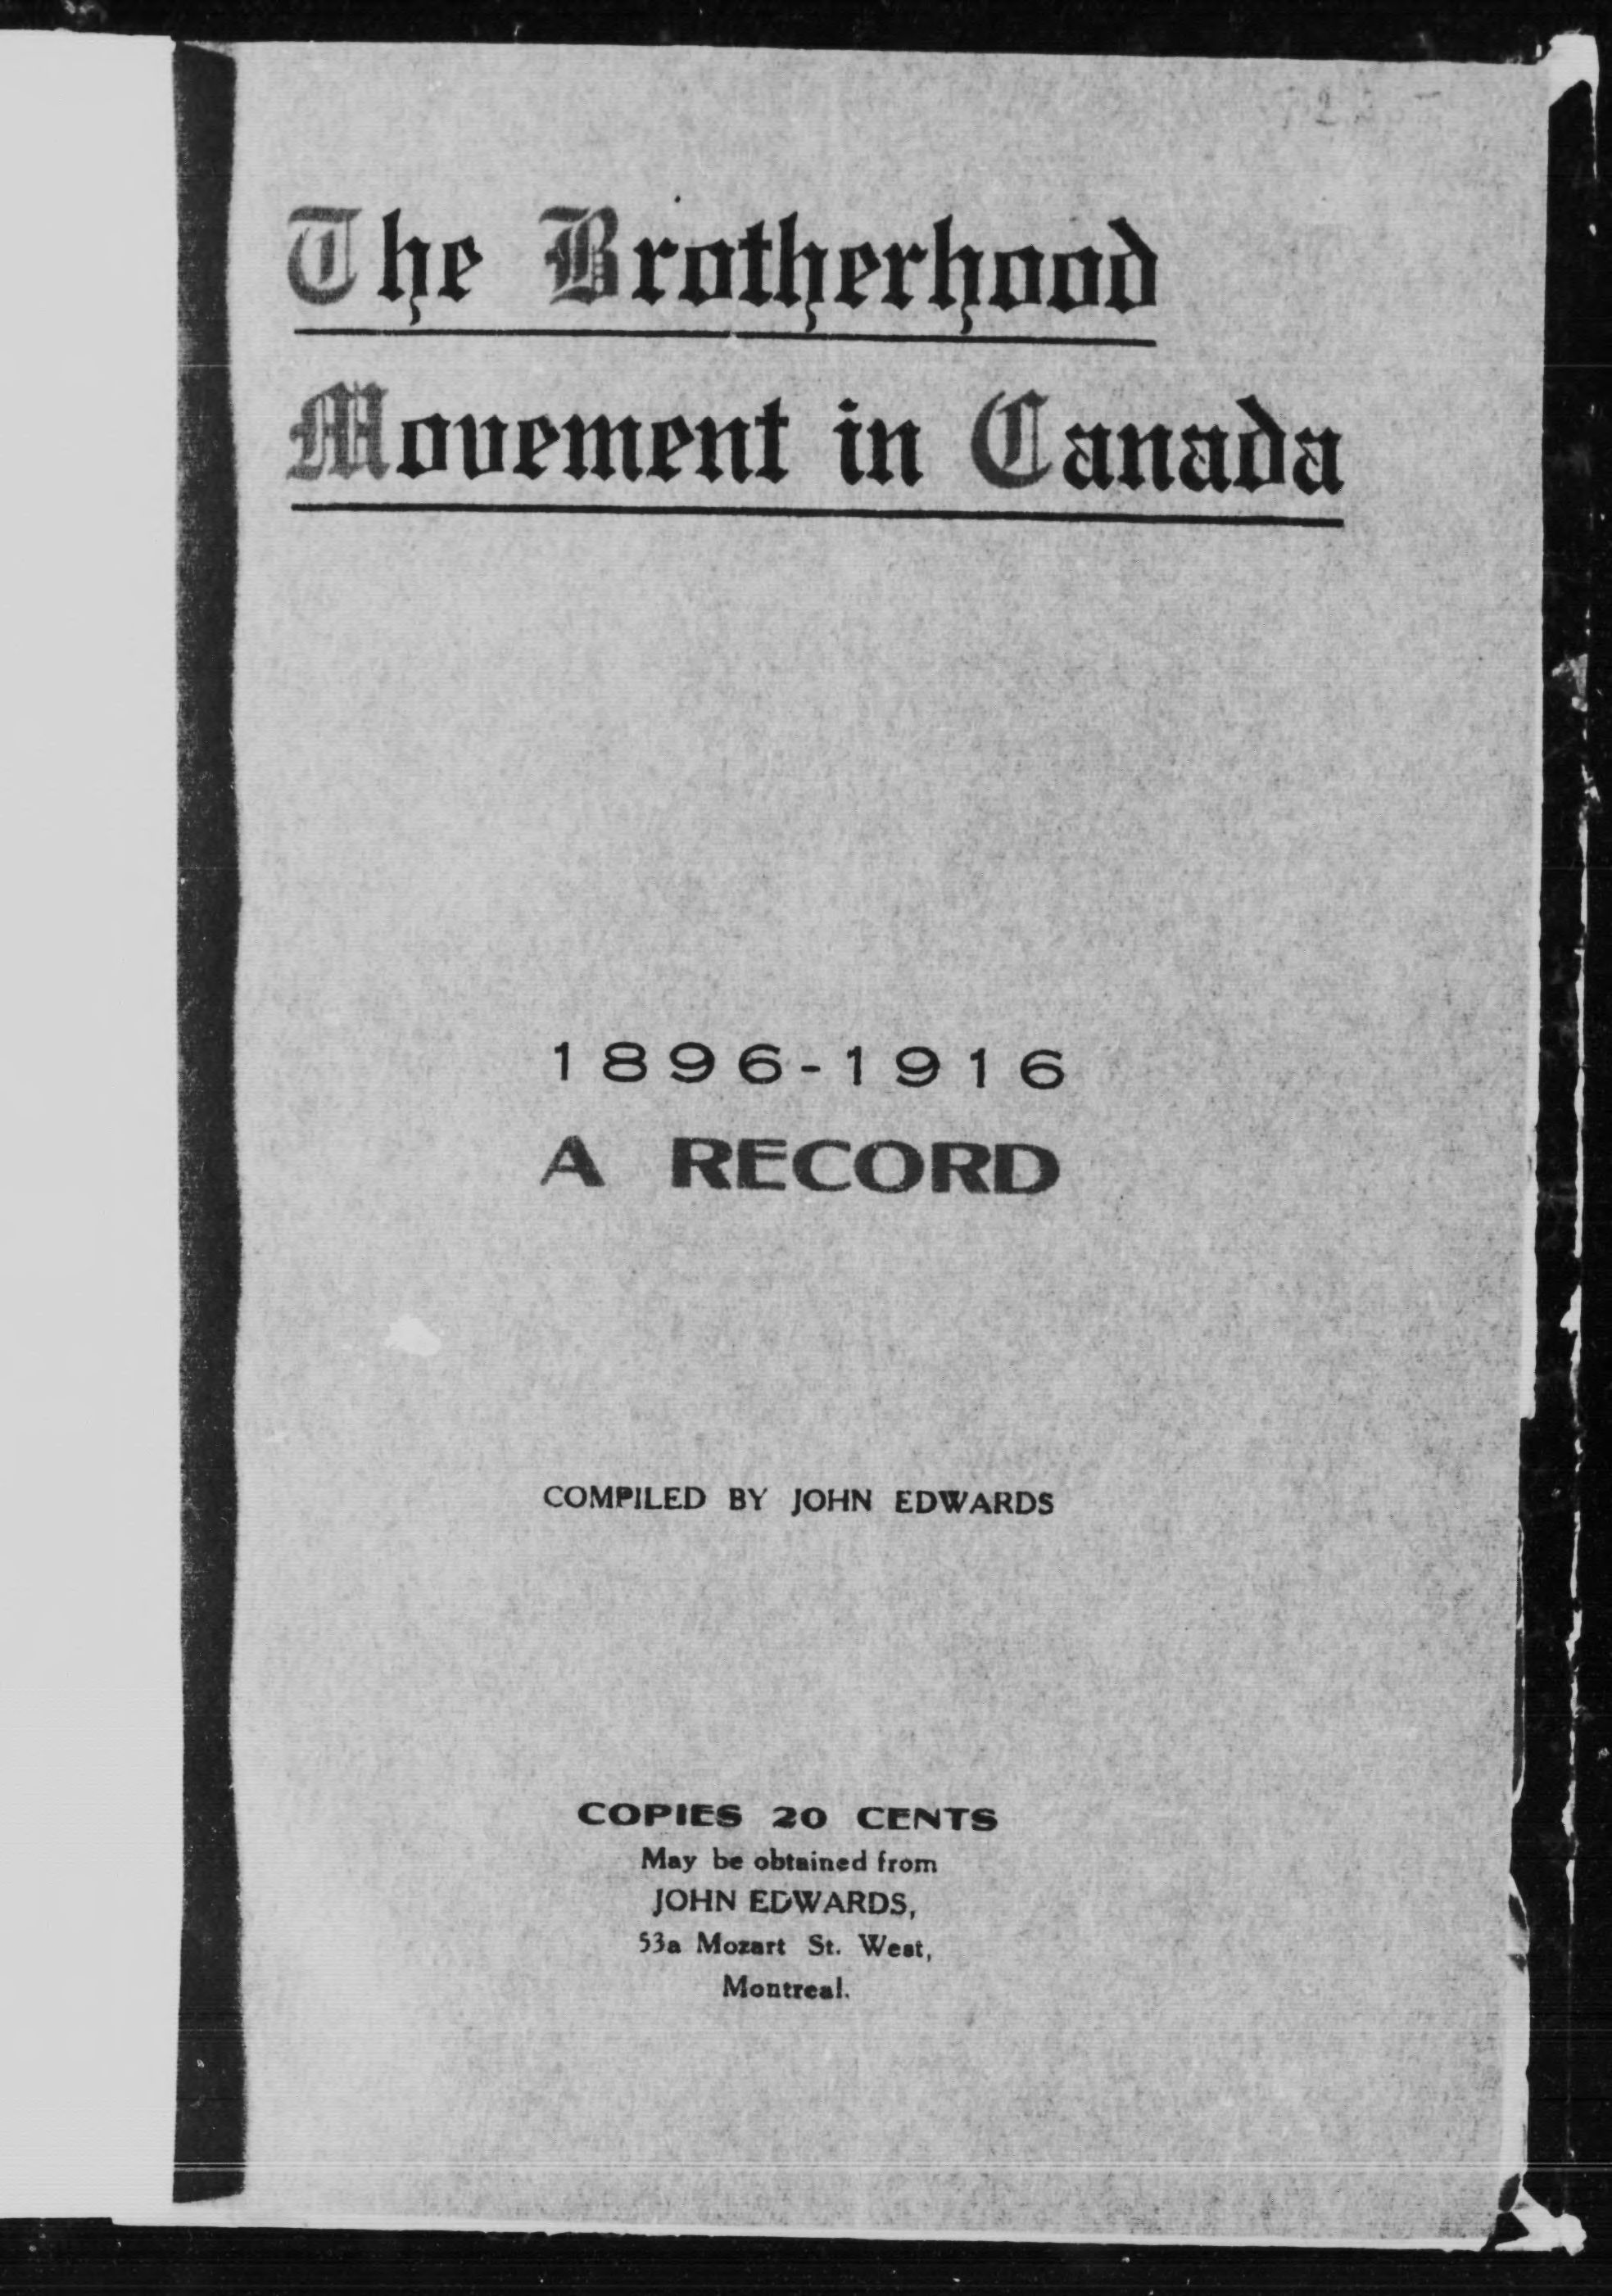 The Brotherhood
Movement in Canada
1896-1916
A RECORD
COMPILED BY JOHN EDWARDS
COPIES 20 CENTS
May be obtained from
JOHN EDWARDS,
53a Mozart St. West,
Montreal.